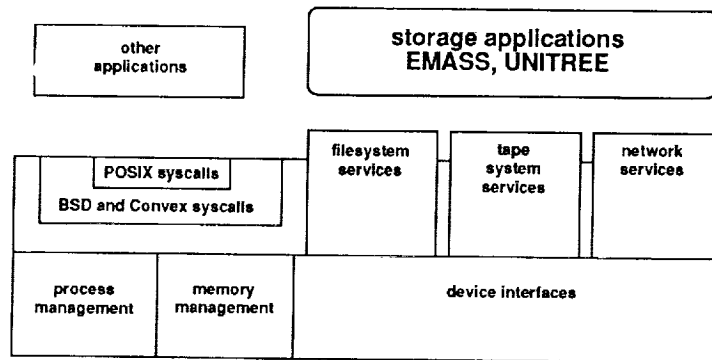 other
applications
storage applications
EMASS, UNITREE
POSIX syscalls
BSD and Convex syscalls
filesystem
services
tape
system
services
network
services
process
management
memory
management
device interfaces